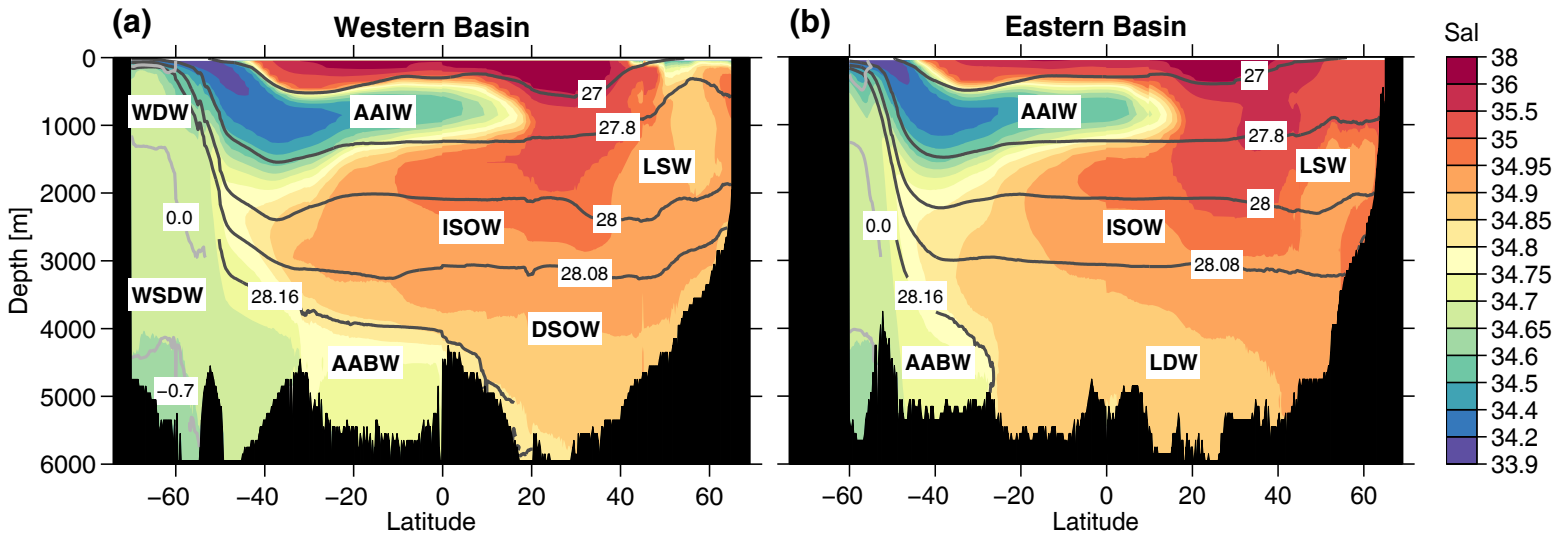 (a) Western Basin
(b) Eastern Basin
Sal
Depth [m]
0
1000
2000
3000
4000
5000
6000
WDW
AAIW
27
27.8
LSW
0.0
ISOW
28
28.08
WSDW
28.16
DSOW
AABW
−0.7
−60 −40 −20 0 20 40 60
Latitude
AAIW
27
27.8
LSW
0.0
ISOW
28
28.08
28.16
AABW
LDW
−60 −40 −20 0 20 40 60
Latitude
38
36
35.5
35
34.95
34.9
34.85
34.8
34.75
34.7
34.65
34.6
34.5
34.4
34.2
33.9